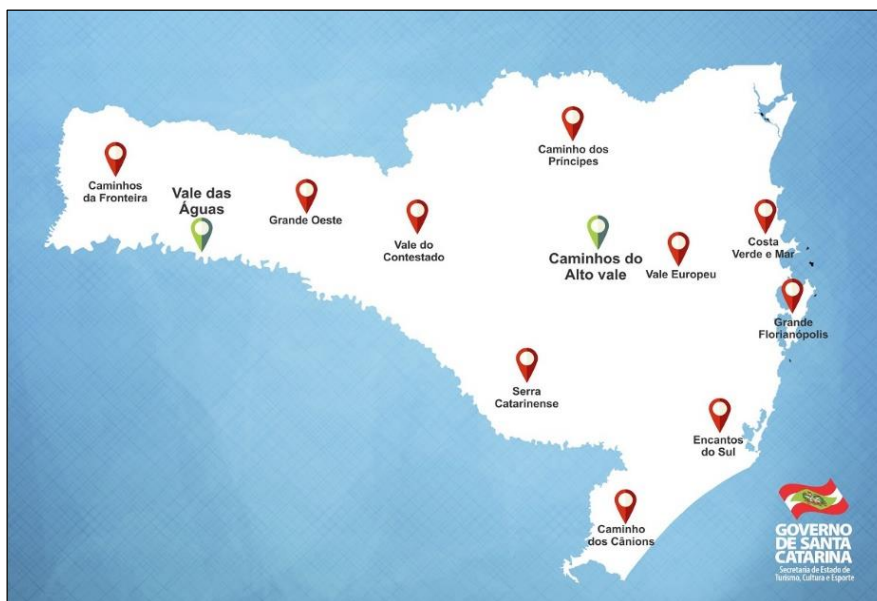 Caminho dos
Príncipes
Caminhos
da Fronteira
Vale das
Águas
Grande Oeste
Vale do
Contestado
Caminhos do
Alto vale
Vale Europeu
Costa
Verde e Mar
Grande
Florianópolis
Serra
Catarinense
Encantos
do Sul
Caminho
dos Cânions
GOVERNO
DE SANTA
CATARINA
Secretaria de Estado de
Turismo, Cultura e Esporte